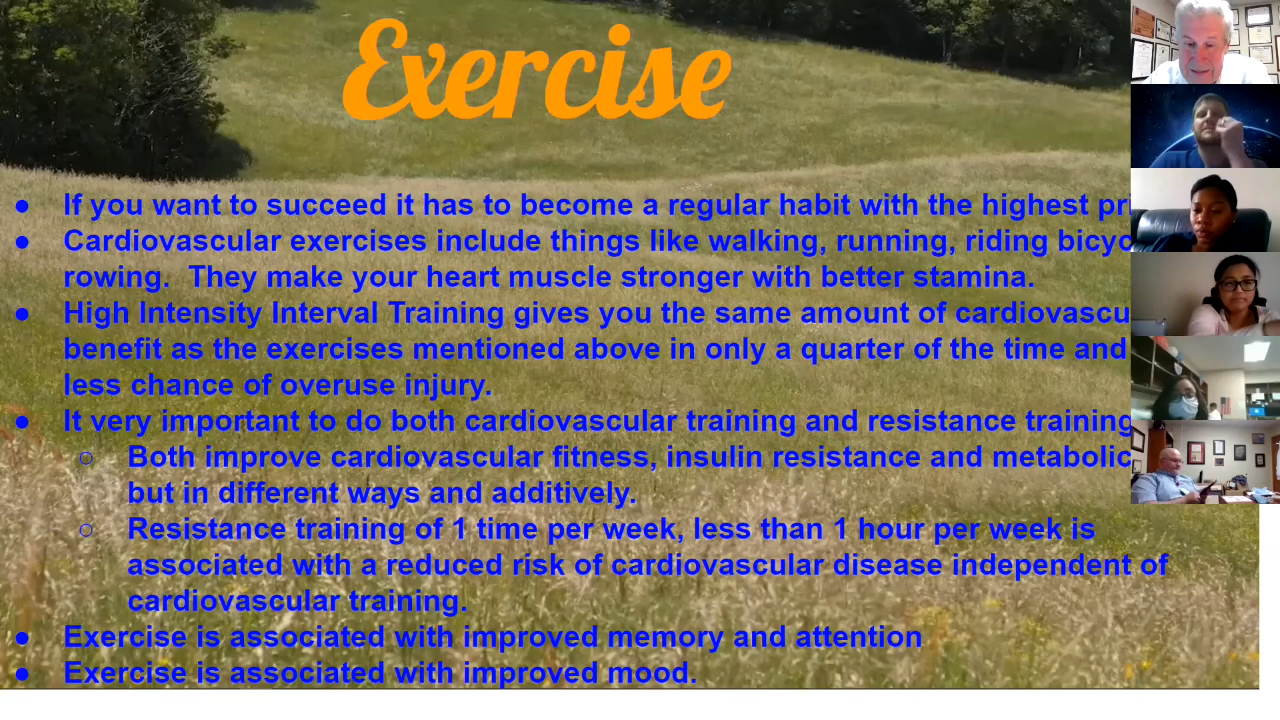 Exercise
● If you want to succeed it has to become a regular habit with the highest
● Cardiovascular exercises include things like walking, running, riding
rowing. They make your heart muscle stronger with better stamina.
● High Intensity Interval Training gives you the same amount of
benefit as the exercises mentioned above in only a quarter of the time and
less chance of overuse injury.
● It very important to do both cardiovascular training and resistance training
○ Both improve cardiovascular fitness, insulin resistance and metabolic
but in different ways and additively.
○ Resistance training of 1 time per week, less than 1 hour per week is
associated with a reduced risk of cardiovascular disease independent of
cardiovascular training.
● Exercise is associated with improved memory and attention
● Exercise is associated with improved mood.